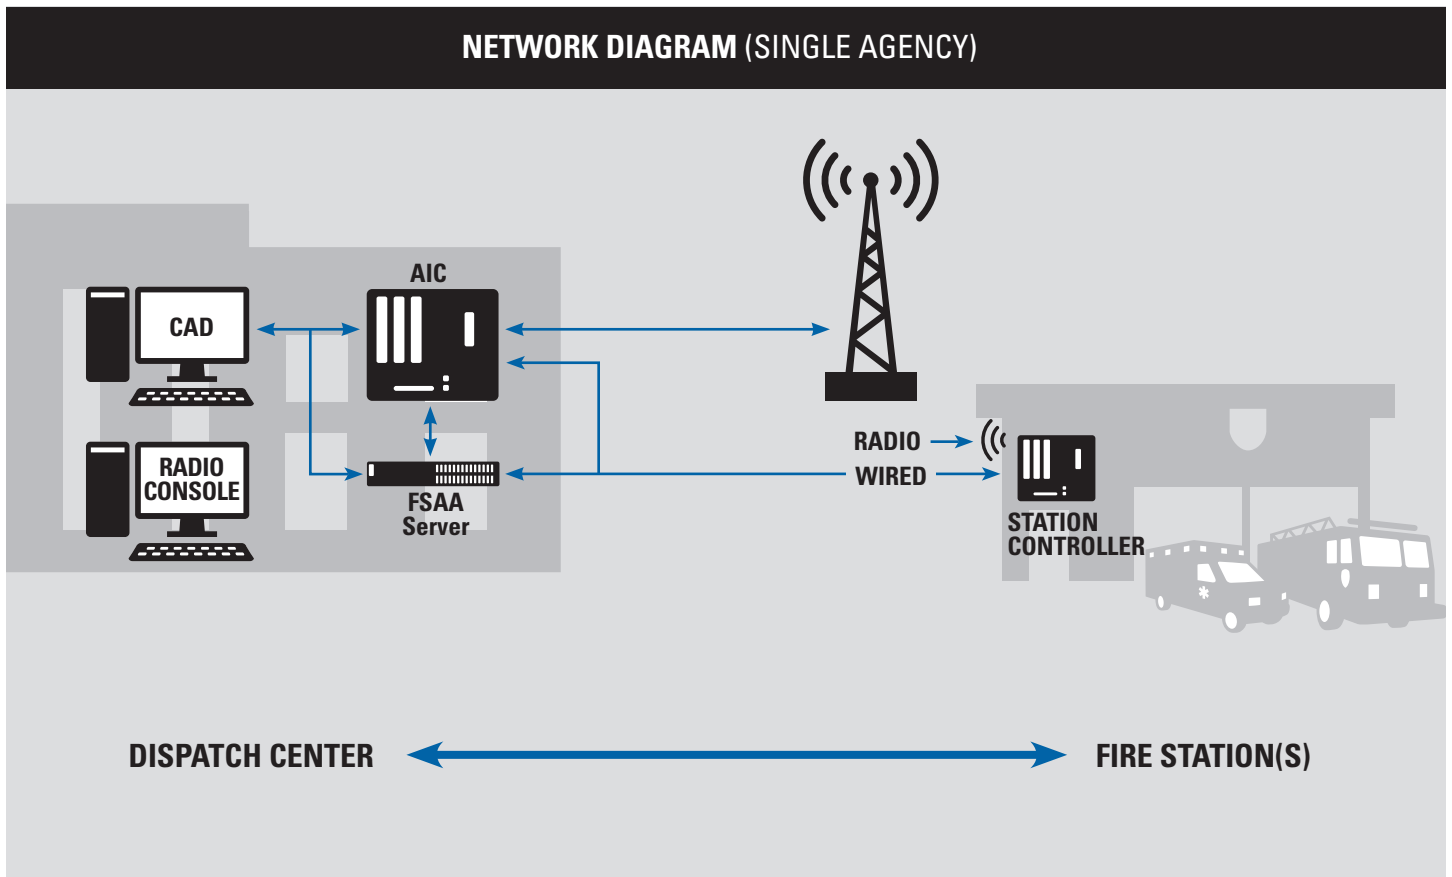 NETWORK DIAGRAM (SINGLE AGENCY)
AIC
CAD
RADIO
CONSOLE
FSAA
Server
RADIO
WIRED
STATION
CONTROLLER
DISPATCH CENTER
FIRE STATION(S)